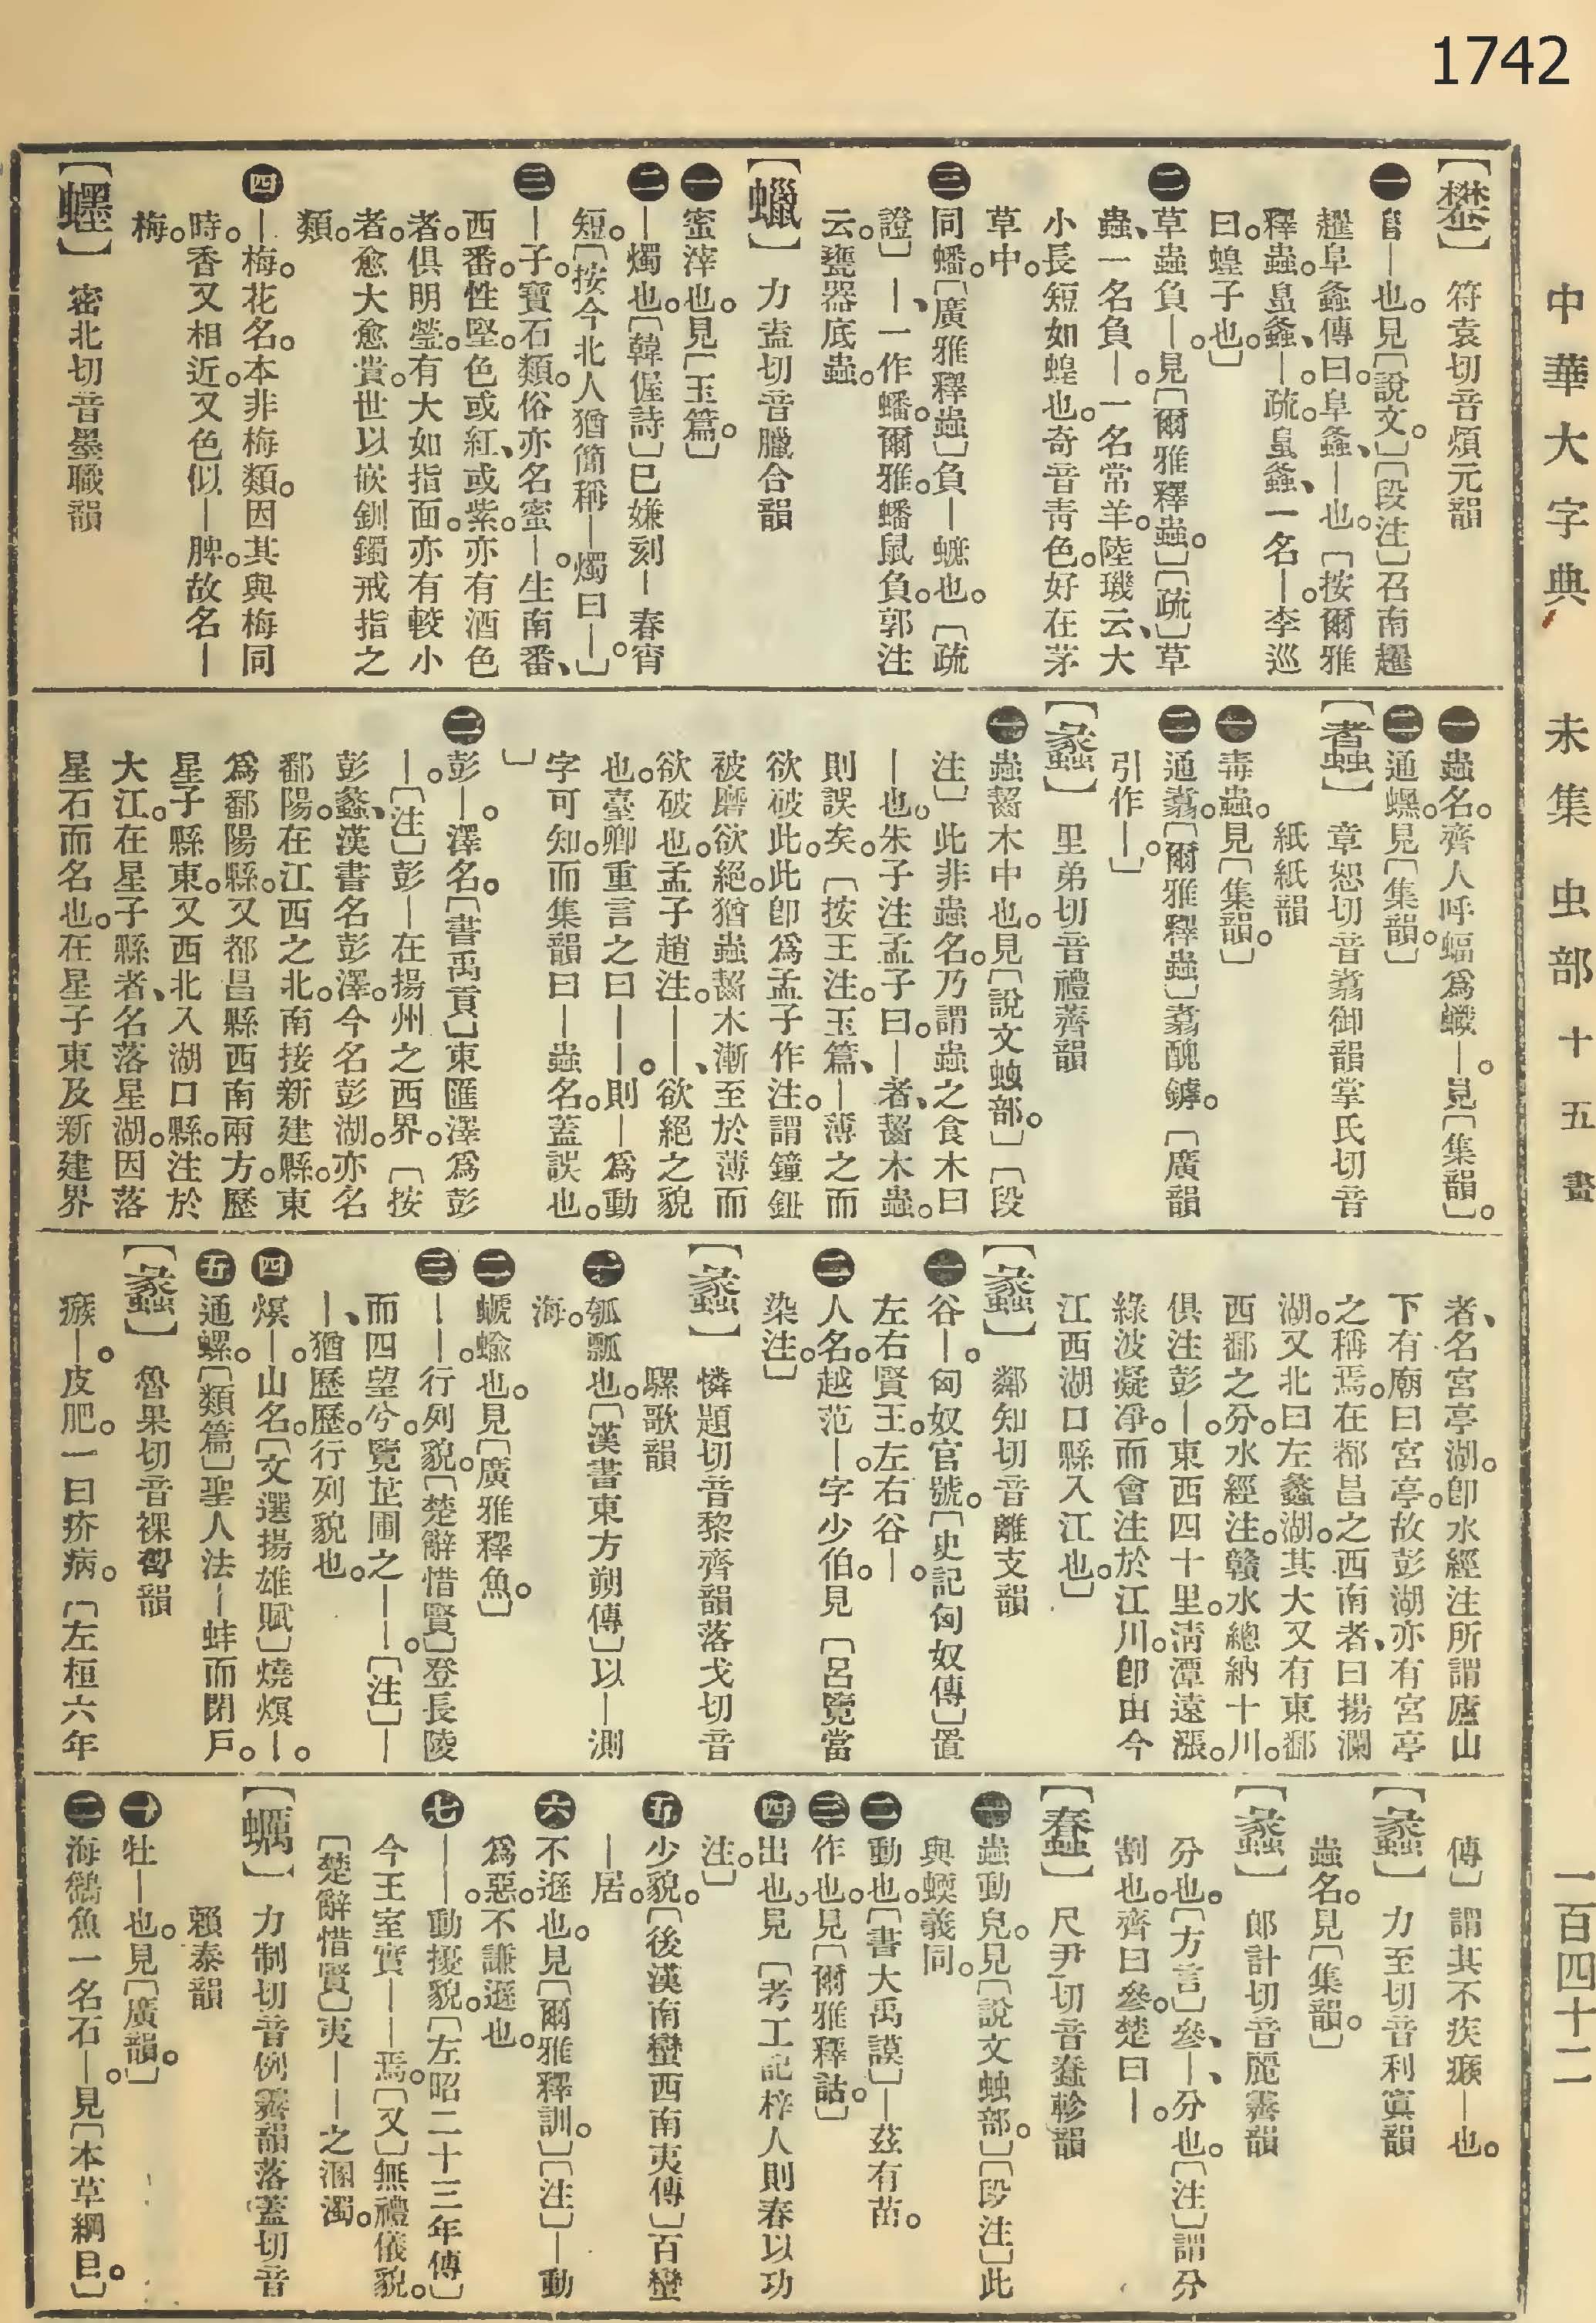 1742
中華大字典 未集 虫部 十五畫 一百四十二
【蠜】 符袁切音煩元韻
㊀𧒂—也。見〔說文。〕〔段注〕召南趯
趯阜螽傳曰。阜螽、—也。〔按爾雅
釋蟲。𨸏螽、—。疏。𨸏螽、一名—。李巡
曰。蝗子也。〕
㊁草蟲負—。見〔爾雅釋蟲。〕〔疏〕草
蟲、一名負—。一名常羊。陸璣云、大
小長短如蝗也。奇音靑色。好在茅
草中。
㊂同蟠。〔廣雅釋蟲〕負—蟅也。〔疏
證〕—、一作蟠。爾雅。蟠鼠負。郭注
云。甕器底蟲。
【蠟】 力盍切音臘合韻
㊀蜜滓也。見〔玉篇。〕
㊁—燭也。〔韓偓詩〕已嫌刻—春宵
短。〔按今北人猶簡稱—燭曰—。〕
㊂—子。寶石類。俗亦名蜜—。生南番、
西番。性堅。色或紅、或紫。亦有酒色
者。俱明瑩。有大如指面。亦有較小
者。愈大愈貴。世以嵌釧鐲戒指之
類。
㊃—梅。花名。本非梅類。因其與梅同
時。香又相近。又色似—脾。故名—
梅。
【蠌】 密北切音墨職韻
㊀蟲名。齊人呼蝠爲蟙—。見〔集韻〕。
㊁通蟔。見〔集韻。〕
【䘄】 章恕切音翥御韻掌氏切音
紙紙韻
㊀毒蟲。見〔集韻。〕
㊁通翥。〔爾雅釋蟲〕翥醜鏬。〔廣韻
引作—。〕
【蠡】 里弟切音禮薺韻
㊀蟲齧木中也。見〔說文䖵部。〕〔段
注〕此非蟲名。乃謂蟲之食木曰
—也。朱子注孟子曰。—者、齧木蟲。
則誤矣。〔按王注。玉篇、—薄之而
欲破。此此卽爲孟子作注。謂鐘鈕
被磨欲絕。猶蟲齧木漸至於薄而
欲破也。孟子趙注。——、欲絕之貌
也。臺卿重言之曰——。則—爲動
字可知。而集韻曰—蟲名。蓋誤也。
〕
㊁彭—。澤名。〔書禹貢〕東匯澤爲彭
—。〔注〕彭—在揚州之西界。〔按
彭蠡、漢書名彭澤。今名彭湖。亦名
鄱陽。在江西之北。南接新建縣。東
爲鄱陽縣。又都昌縣西南兩方。歷
星子縣東。又西北入湖口縣。注於
大江。在星子縣者、名落星湖。因落
星石而名也。在星子東及新建界
者、名宮亭湖。卽水經注所謂廬山
下有廟曰宮亭。故彭湖亦有宮亭
之稱焉。在都昌之西南者、曰揚瀾
湖。又北曰左蠡湖。其大又有東鄱
西鄱之分。水經注。贛水總納十川。
俱注彭—。東西四十里。淸潭遠漲。
綠波凝淨。而會注於江川。卽由今
江西湖口縣入江也。〕
【蠡】 鄰知切音離支韻
㊀谷—。匈奴官號。〔史記匈奴傳〕置
左右賢王。左右谷—。
㊁人名。越范—。字少伯。見〔呂覽當
染注。〕
【蠡】 憐題切音黎齊韻落戈切音
騾歌韻
㊀瓠瓢也。〔漢書東方朔傳〕以—測
海。
㊁螔蝓也。見〔廣雅釋魚。〕
㊂——。行列貌。〔楚辭惜賢〕登長陵
而四望兮。覽芷圃之——。〔注〕—
—、猶歷歷。行列貌也。
㊃熐—。山名。〔文選揚雄賦〕燒熐—。
㊄通螺。〔類篇〕聖人法—蚌而閉戶。
【蠡】 魯果切音裸哿韻
瘯—。皮肥。一曰疥病。〔左桓六年
傳〕謂其不疾瘯—也。
【蠡】 力至切音利寘韻
蟲名。見〔集韻。〕
【蠡】 郞計切音麗霽韻
分也。〔方言〕參、—、分也。〔注〕謂分
割也。齊曰參。楚曰—。
【蠢】 尺尹切音蠢軫韻
㊀蟲動皃。見〔說文䖵部。〕〔段注〕此
與蝡義同。
㊁動也。〔書大禹謨〕—茲有苗。
㊂作也。見〔爾雅釋詁。〕
㊃出也。見〔考工記梓人則春以功
注。〕
㊄少貌。〔後漢南蠻西南夷傳〕百蠻
—居。
㊅不遜也。見〔爾雅釋訓。〕〔注〕—動
爲惡。不謙遜也。
㊆——。動擾貌。〔左昭二十三年傳〕
今王室實——焉。〔又〕無禮儀貌。
〔楚辭惜賢〕夷——之溷濁。
【蠣】 力制切音例霽韻落蓋切音
賴泰韻
㊀牡—也。見〔廣韻。〕
㊁海鷂魚一名石—。見〔本草綱目。〕